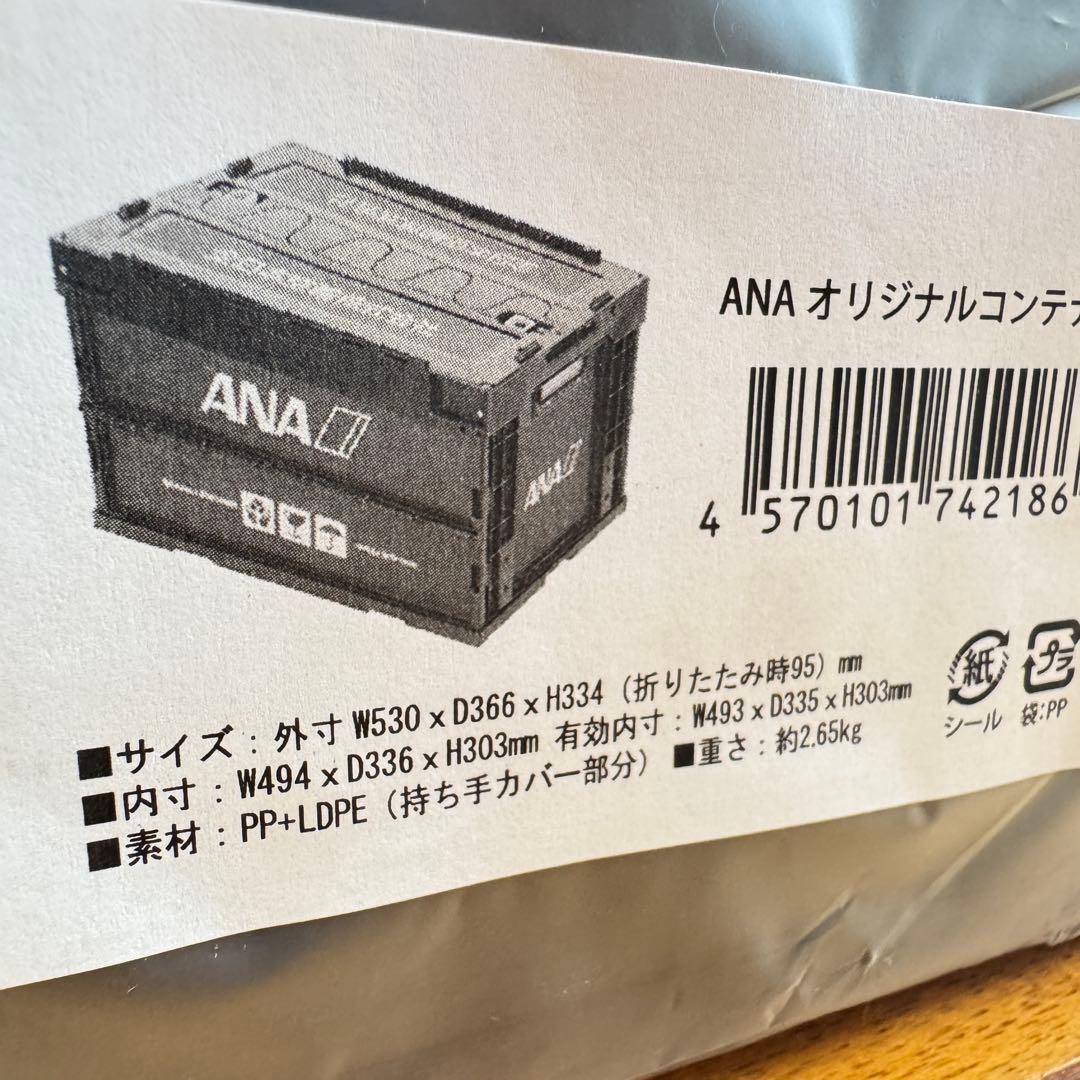 ANA オリジナルコンテナ
ANA
ANA
4 570101 742186
■サイズ：外寸 W530 x D366 x H334（折りたたみ時95）mm
■内寸：W494 x D336 x H303mm 有効内寸：W493 x D335 x H303mm
■素材：PP+LDPE（持ち手カバー部分） ■重さ：約2.65kg
紙
プラ
シール
袋:PP